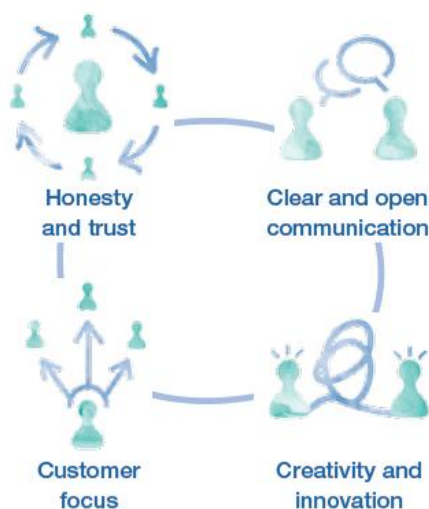 Honesty
and trust
Clear and open
communication
Customer
focus
Creativity and
innovation